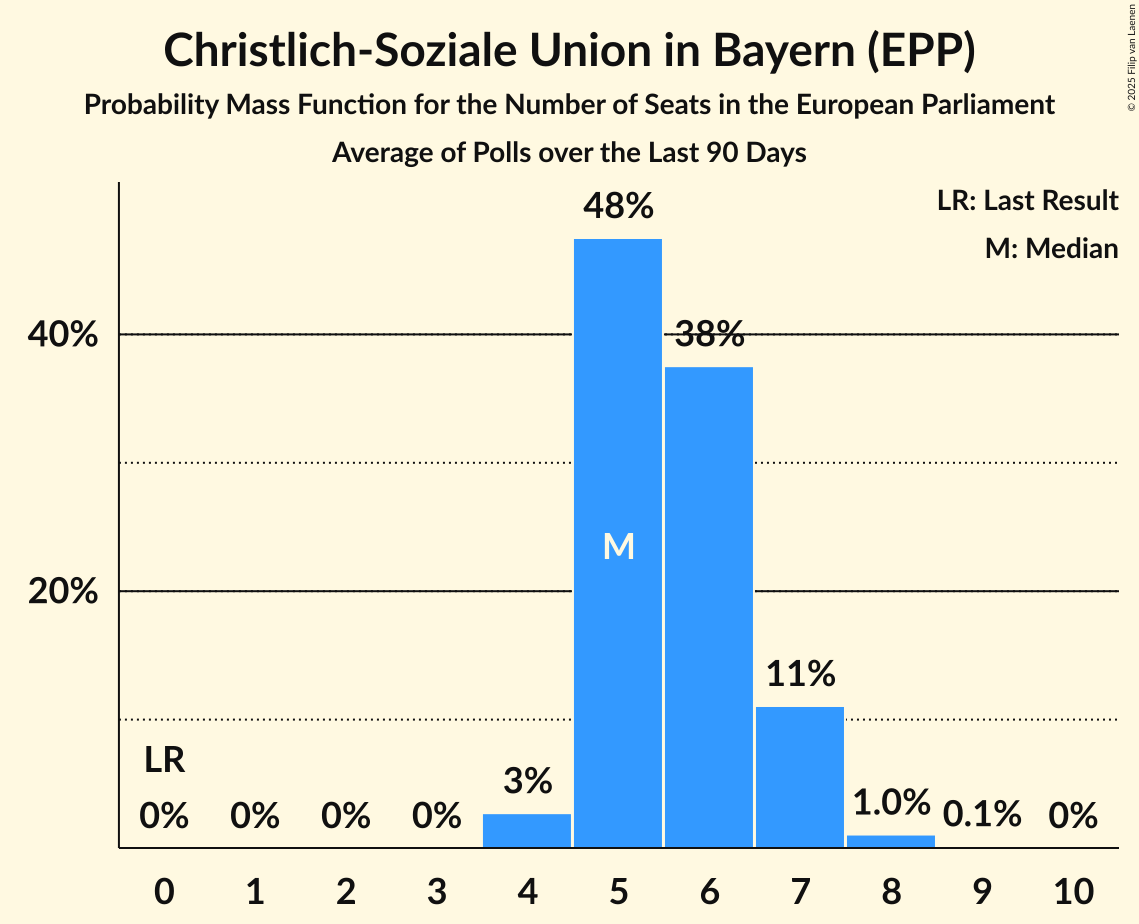 Christlich-Soziale Union in Bayern (EPP)
Probability Mass Function for the Number of Seats in the European Parliament
Average of Polls over the Last 90 Days
© 2025 Filip van Laenen
LR: Last Result
M: Median
48%
40%
38%
M
20%
11%
LR
3%
1.0%
0% 0% 0% 0% 0.1% 0%
0 1 2 3 4 5 6 7 8 9 10